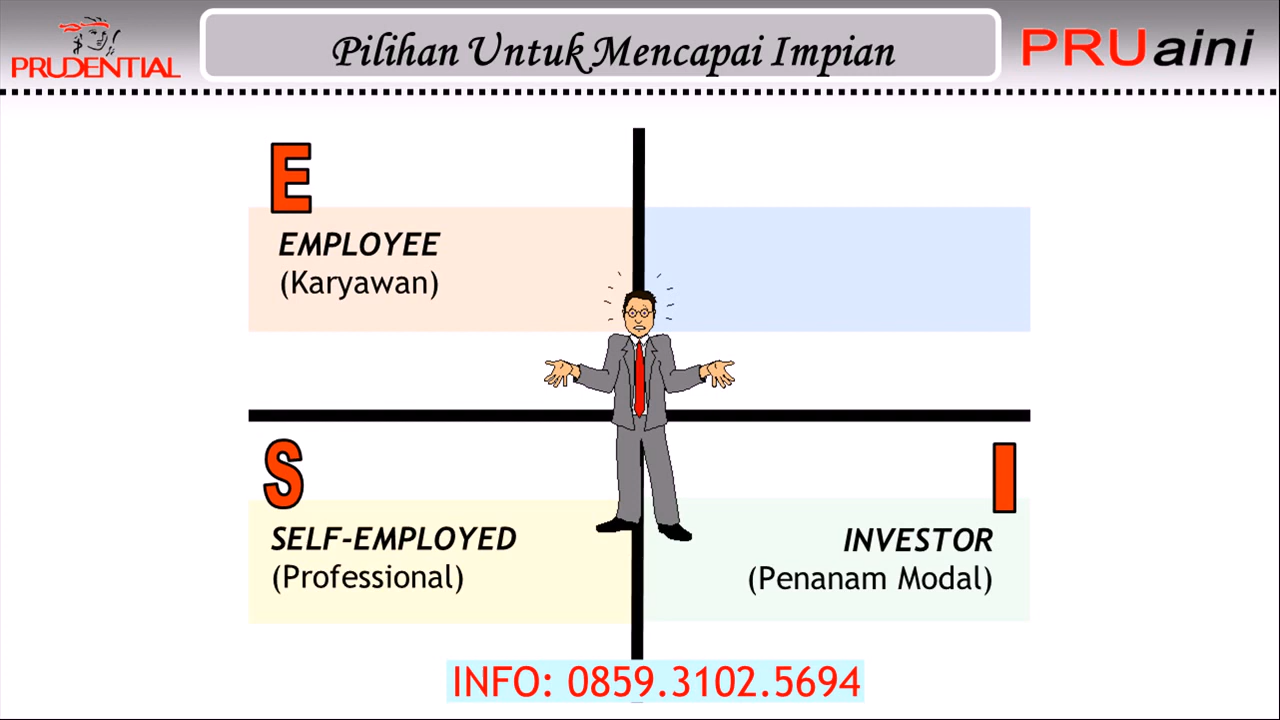 PRUDENTIAL
Pilihan Untuk Mencapai Impian
PRUaini
E
EMPLOYEE
(Karyawan)
S
SELF-EMPLOYED
(Professional)
I
INVESTOR
(Penanam Modal)
INFO: 0859.3102.5694